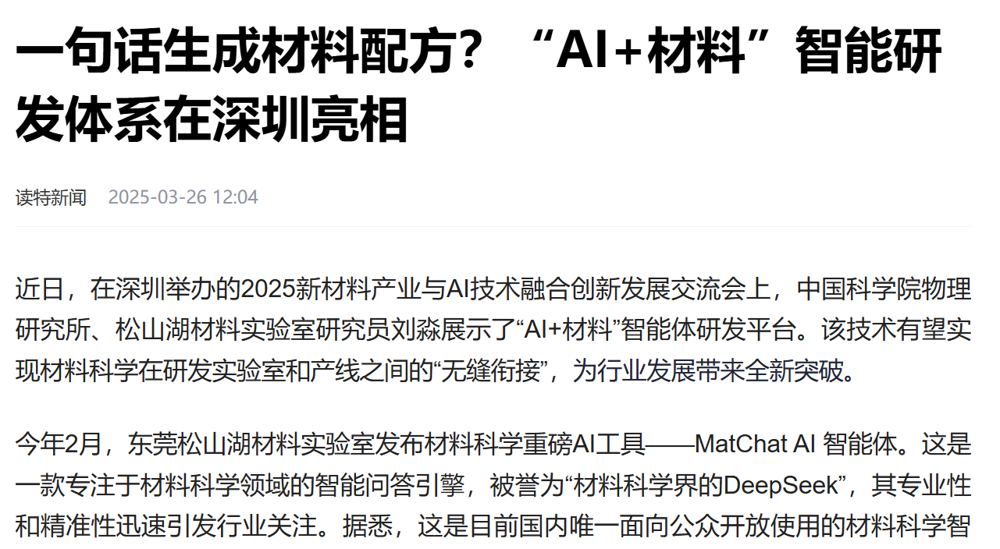 一句话生成材料配方？“AI+材料”智能研
发体系在深圳亮相
读特新闻 2025-03-26 12:04
近日，在深圳举办的2025新材料产业与AI技术融合创新发展交流会上，中国科学院物理
研究所、松山湖材料实验室研究员刘淼展示了“AI+材料”智能体研发平台。该技术有望实
现材料科学在研发实验室和产线之间的“无缝衔接”，为行业发展带来全新突破。
今年2月，东莞松山湖材料实验室发布材料科学重磅AI工具——MatChat AI 智能体。这是
一款专注于材料科学领域的智能问答引擎，被誉为“材料科学界的DeepSeek”，其专业性
和精准性迅速引发行业关注。据悉，这是目前国内唯一面向公众开放使用的材料科学智